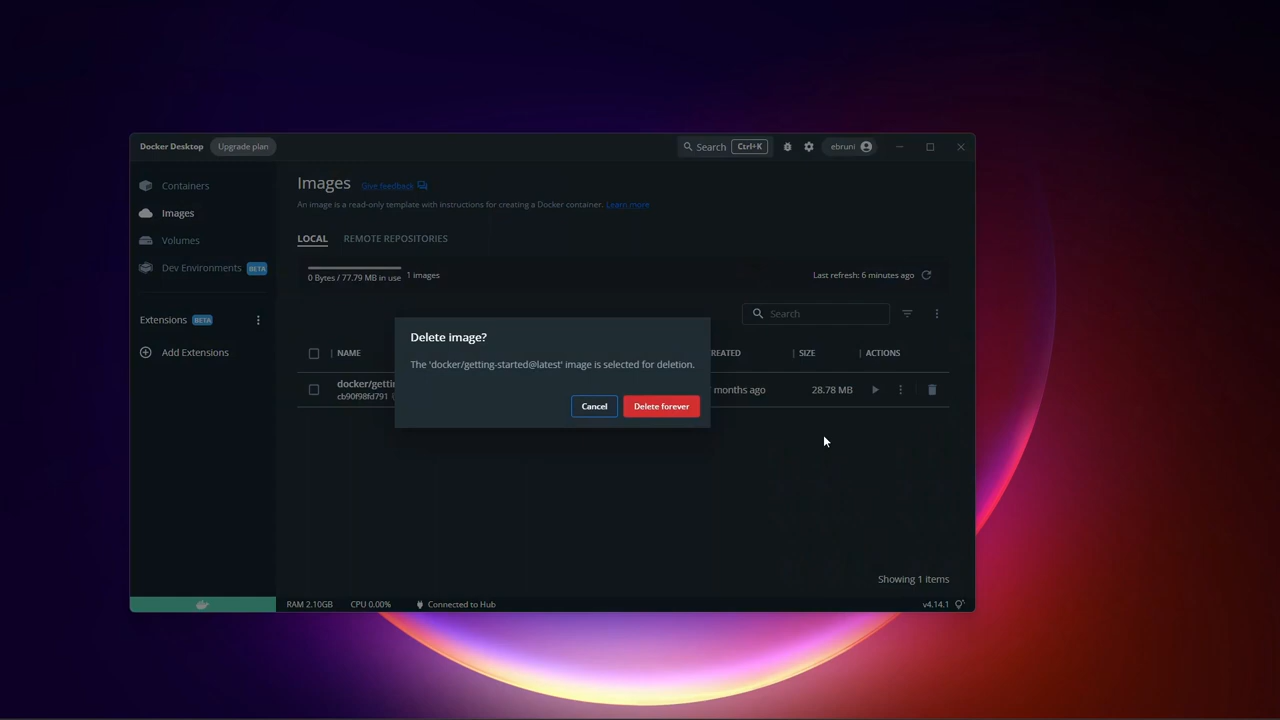 Docker Desktop Upgrade plan Search Ctrl+K ebruni
Containers
Images
Volumes
Dev Environments BETA
Extensions BETA
Add Extensions
Images Give feedback
An image is a read-only template with instructions for creating a Docker container. Learn more
LOCAL REMOTE REPOSITORIES
0 Bytes / 77.79 MB in use 1 images Last refresh: 6 minutes ago
Search
NAME REATED SIZE ACTIONS
docker/getti
cb90f98fd791 months ago 28.78 MB
Delete image?
The 'docker/getting-started@latest' image is selected for deletion.
Cancel Delete forever
Showing 1 items
RAM 2.10GB CPU 0.00% Connected to Hub v4.14.1